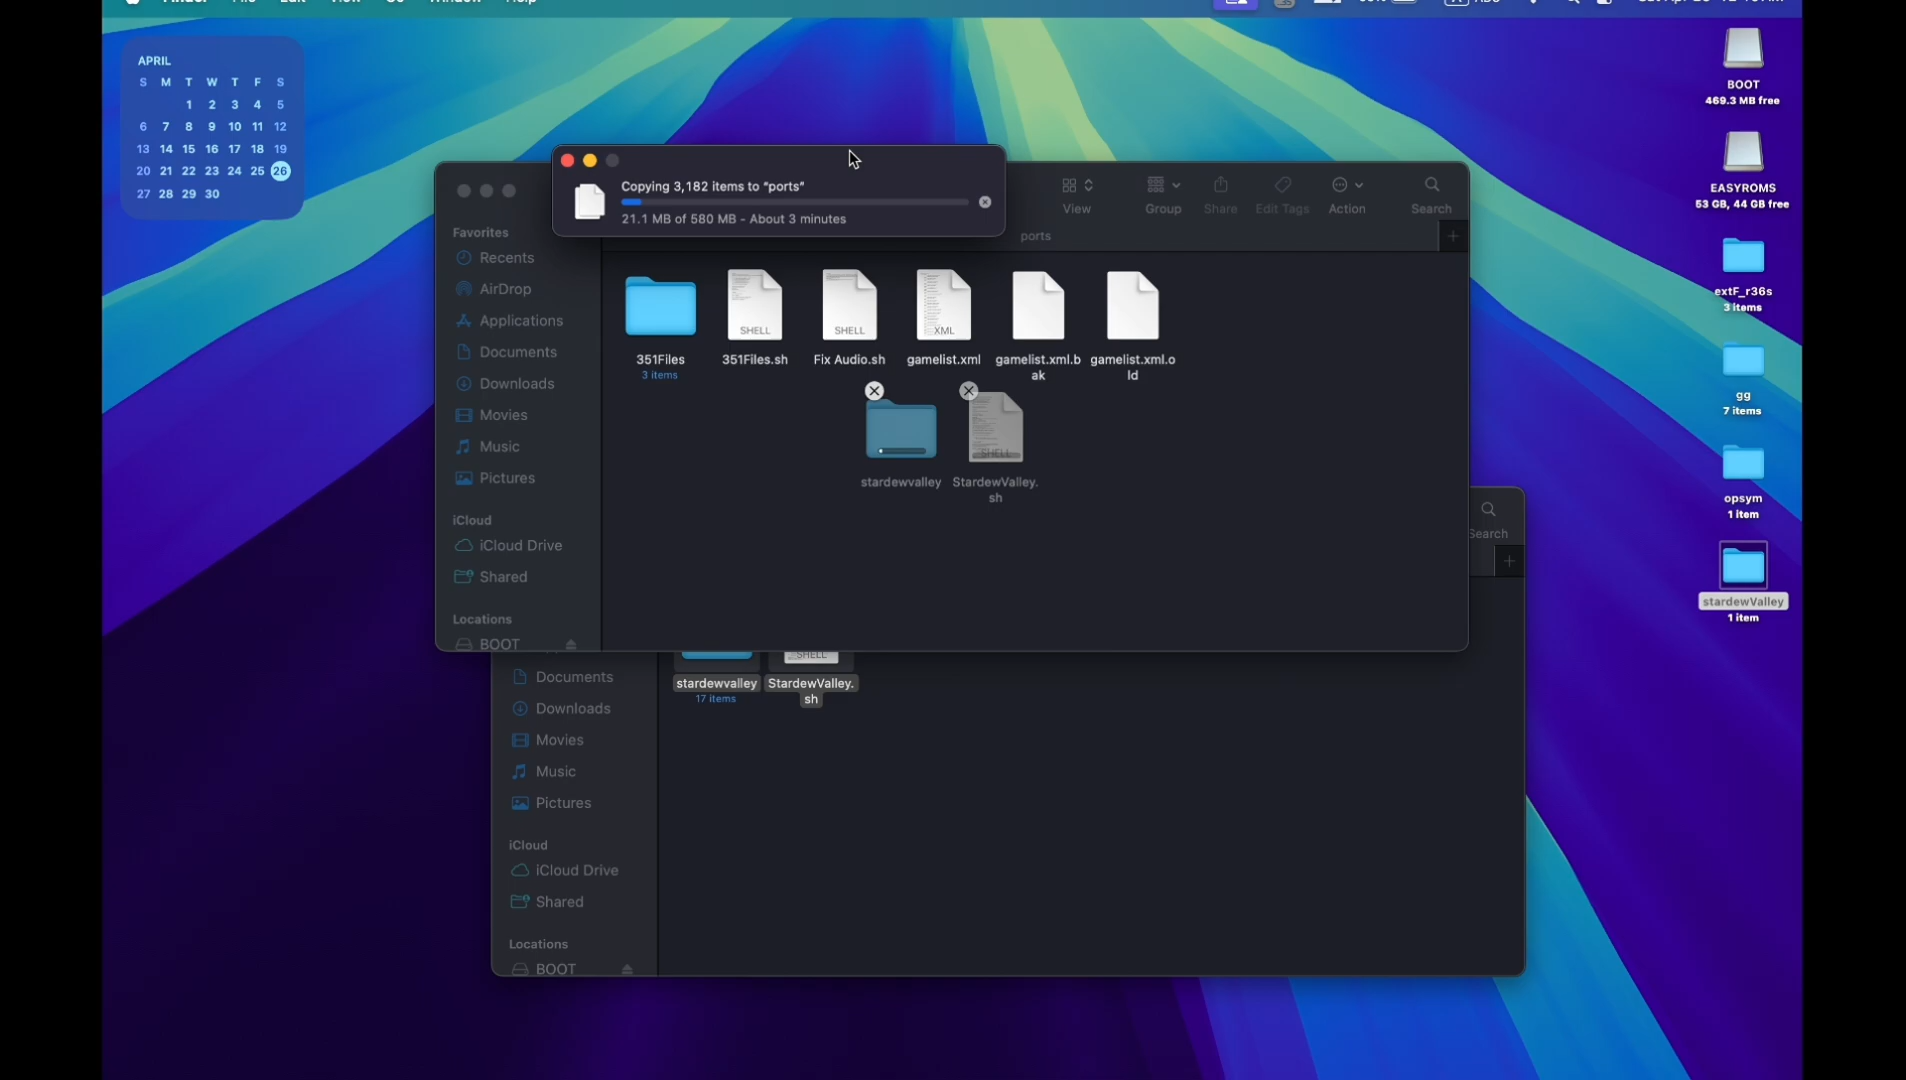 APRIL
S M T W T F S
1 2 3 4 5
6 7 8 9 10 11 12
13 14 15 16 17 18 19
20 21 22 23 24 25 26
27 28 29 30
BOOT
469.3 MB free
EASYROMS
53 GB, 44 GB free
extF_r36s
3 items
gg
7 items
opsym
1 item
stardewValley
1 item
Copying 3,182 items to "ports"
21.1 MB of 580 MB - About 3 minutes
View
Group
Share
Edit Tags
Action
Search
ports
Favorites
Recents
AirDrop
Applications
Documents
Downloads
Movies
Music
Pictures
iCloud
iCloud Drive
Shared
Locations
BOOT
SHELL
SHELL
XML
351Files
3 items
351Files.sh
Fix Audio.sh
gamelist.xml
gamelist.xml.b
ak
gamelist.xml.o
ld
SHELL
stardewvalley
StardewValley.
sh
Search
SHELL
stardewvalley
17 items
StardewValley.
sh
Documents
Downloads
Movies
Music
Pictures
iCloud
iCloud Drive
Shared
Locations
BOOT